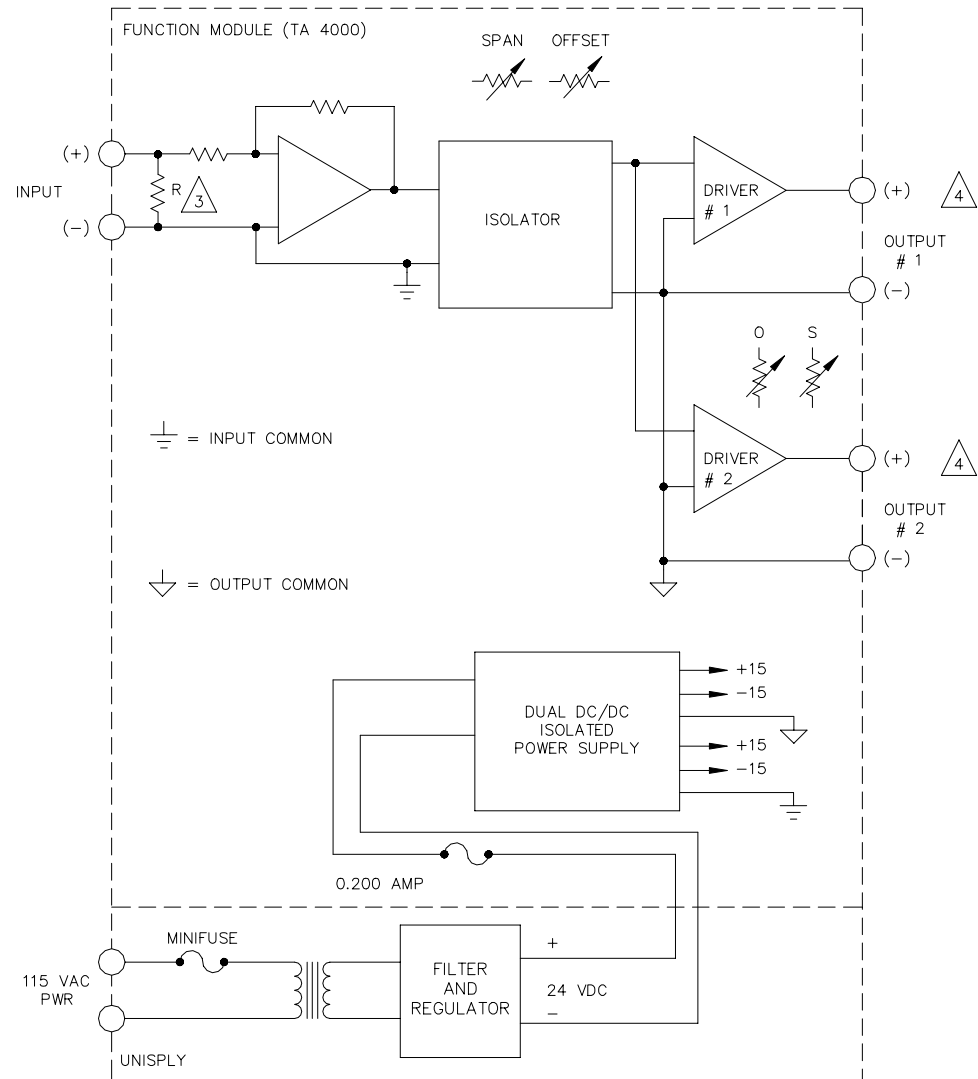 FUNCTION MODULE (TA 4000)
SPAN
OFFSET
(+)
INPUT
R
3
(-)
ISOLATOR
DRIVER
# 1
(+)
4
OUTPUT
# 1
(-)
O
S
= INPUT COMMON
DRIVER
# 2
(+)
4
OUTPUT
# 2
(-)
= OUTPUT COMMON
DUAL DC/DC
ISOLATED
POWER SUPPLY
+15
-15
+15
-15
0.200 AMP
MINIFUSE
115 VAC
PWR
FILTER
AND
REGULATOR
+
24 VDC
-
UNISPLY